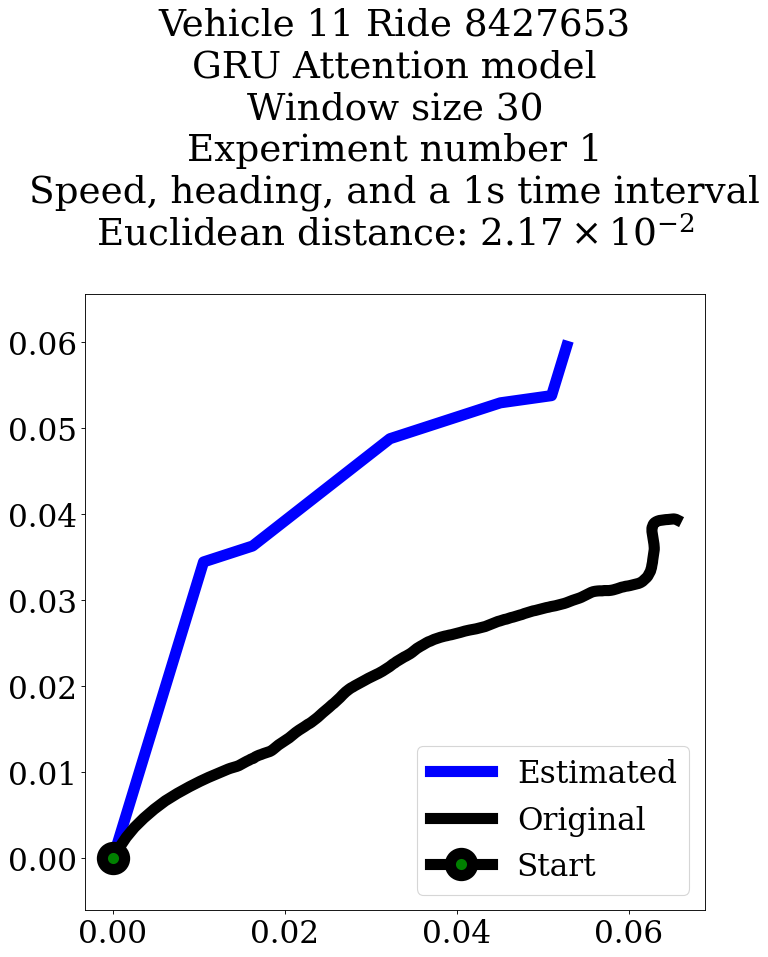 Vehicle 11 Ride 8427653
GRU Attention model
Window size 30
Experiment number 1
Speed, heading, and a 1s time interval
Euclidean distance: 2.17 × 10⁻²
0.06
0.05
0.04
0.03
0.02
0.01
0.00
Estimated
Original
Start
0.00 0.02 0.04 0.06